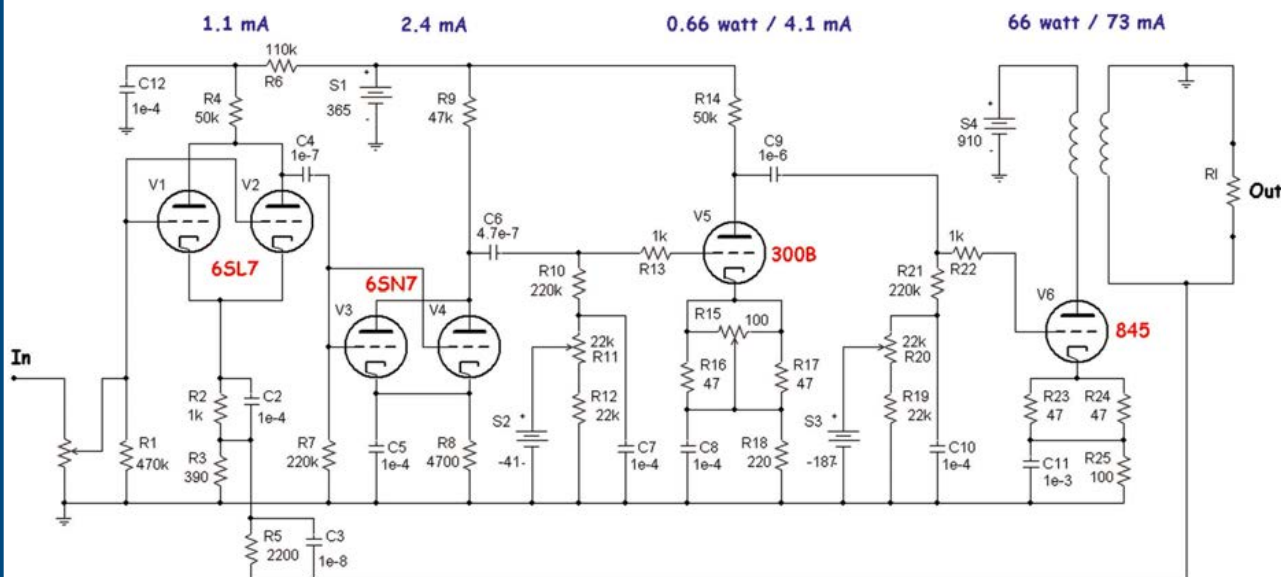 1.1 mA
2.4 mA
0.66 watt / 4.1 mA
66 watt / 73 mA
110k
R6
C12
1e-4
R4
50k
S1
365
+
-
R9
47k
R14
50k
C9
1e-6
S4
910
+
-
Rl
Out
C4
1e-7
V1
V2
6SL7
C6
4.7e-7
V5
300B
1k
R13
R10
220k
1k
R22
R21
220k
V6
845
6SN7
V3
V4
In
R15
100
22k
R11
22k
R20
R2
1k
C2
1e-4
R16
47
R17
47
R12
22k
R19
22k
R23
47
R24
47
S2
+
-41-
S3
+
-187-
R1
470k
R3
390
R7
220k
C5
1e-4
R8
4700
C7
1e-4
C8
1e-4
R18
220
C10
1e-4
C11
1e-3
R25
100
R5
2200
C3
1e-8